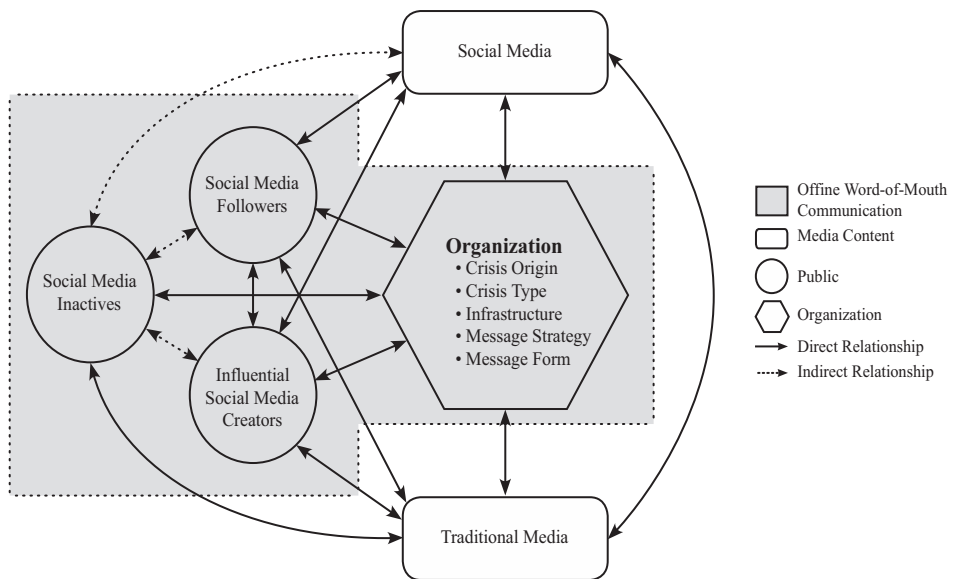 Social Media
Social Media
Followers
Social Media
Inactives
Influential
Social Media
Creators
Organization
• Crisis Origin
• Crisis Type
• Infrastructure
• Message Strategy
• Message Form
Traditional Media
Offine Word-of-Mouth
Communication
Media Content
Public
Organization
Direct Relationship
Indirect Relationship